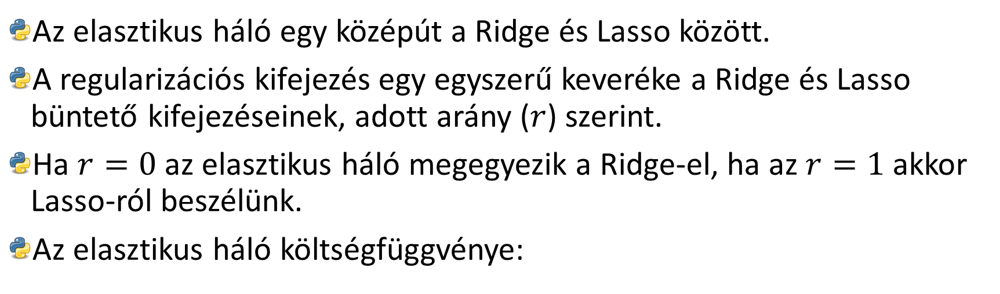 Az elasztikus háló egy középút a Ridge és Lasso között.
A regularizációs kifejezés egy egyszerű keveréke a Ridge és Lasso
büntető kifejezéseinek, adott arány (r) szerint.
Ha r = 0 az elasztikus háló megegyezik a Ridge-el, ha az r = 1 akkor
Lasso-ról beszélünk.
Az elasztikus háló költségfüggvénye: